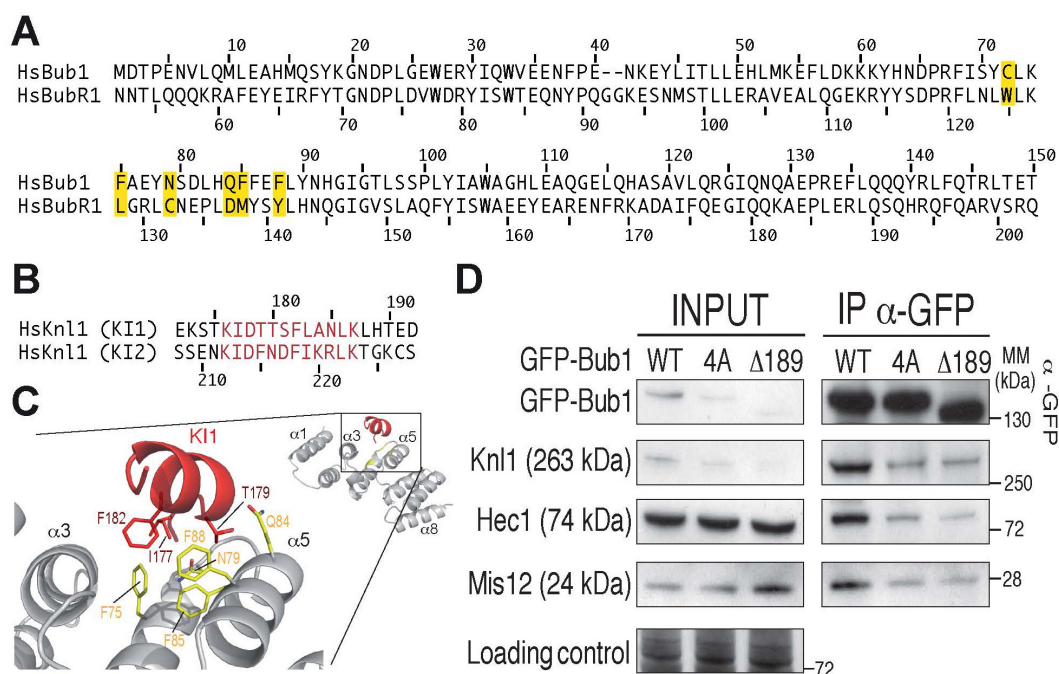 A
10 20 30 40 50 60 70
HsBub1 MDTPENVLQMLEAHMQSYKGNDPLGEWERYIQWVEENFPE--NKEYLITLLEHLMKEFLDKKKYHNDPRFISYCLK
HsBubR1 NNTLQQQKRAFEYEIRFYTGNDPLDVWDRYISWTEQNYPQGGKESNMSTLLERAVEALQGEKRYYSDPRFLNLWLK
60 70 80 90 100 110 120
80 90 100 110 120 130 140 150
HsBub1 FAEYNSDLHQFFEFLYNHGIGTLSSPLYIAWAGHLEAQGELQHASAVLQRGIQNQAEPREFLQQQYRLFQTRLTET
HsBubR1 LGRLCNEPLDMYSYLHNQGIGVSLAQFYISWAEEYEARENFRKADAIFQEGIQQKAEPLERLQSQHRQFQARVSRQ
130 140 150 160 170 180 190 200
B
180 190
HsKnl1 (KI1) EKSTKIDTTSFLANLKLHTED
HsKnl1 (KI2) SSENKIDFNDFIKRLKTGKCS
210 220
C
KI1
α3
F182
I177
T179
Q84
F88
N79
α5
F75
F85
α1
α3
α5
α8
D
INPUT IP α-GFP
GFP-Bub1 WT 4A Δ189 WT 4A Δ189 MM (kDa)
α-GFP
GFP-Bub1 130
Knl1 (263 kDa) 250
Hec1 (74 kDa) 72
Mis12 (24 kDa) 28
Loading control 72